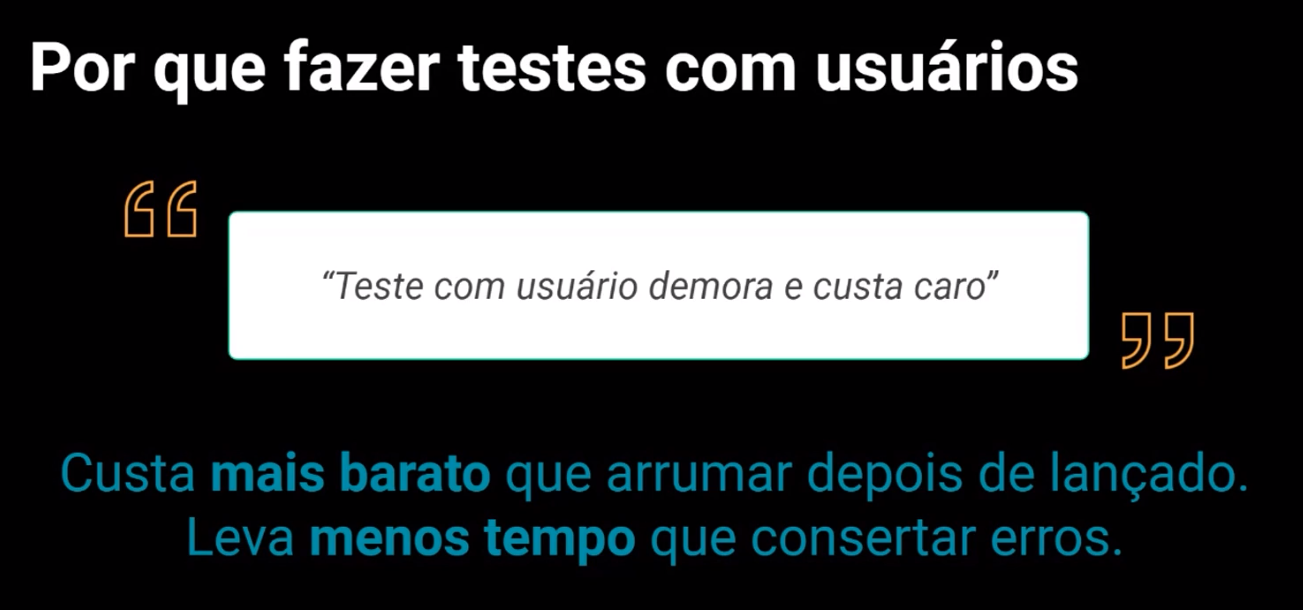 Por que fazer testes com usuários
“Teste com usuário demora e custa caro”
Custa mais barato que arrumar depois de lançado.
Leva menos tempo que consertar erros.